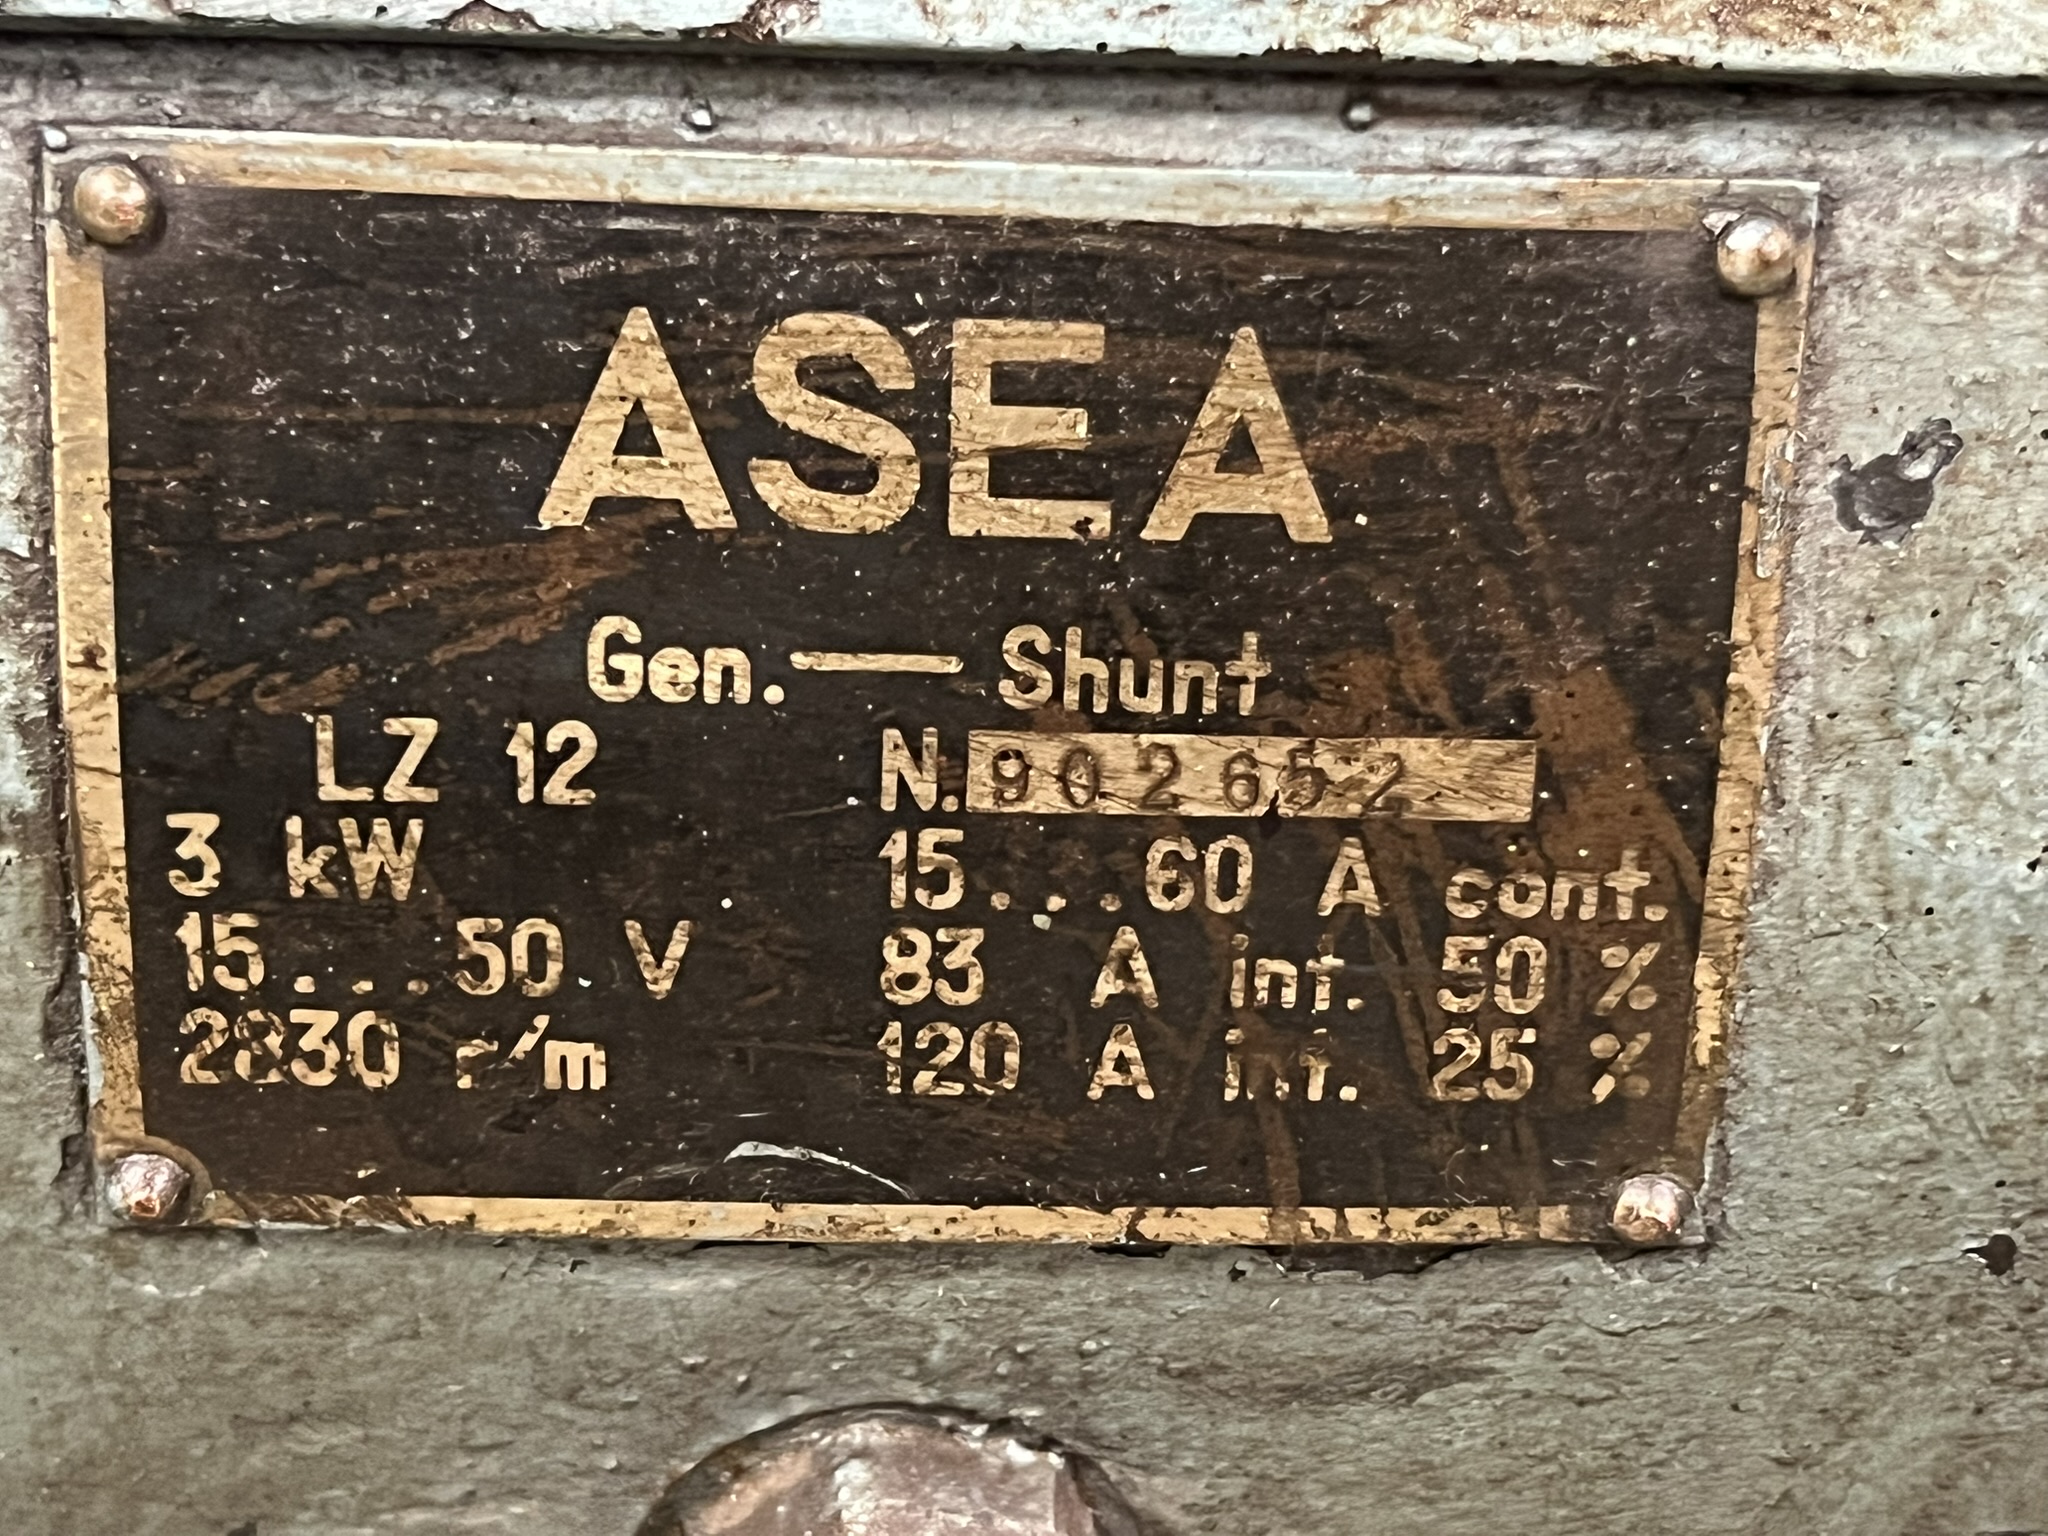 ASEA
Gen. — Shunt
LZ 12 N. 902652
3 kW 15...60 A cont.
15...50 V 83 A int. 50 %
2830 r/m 120 A int. 25 %